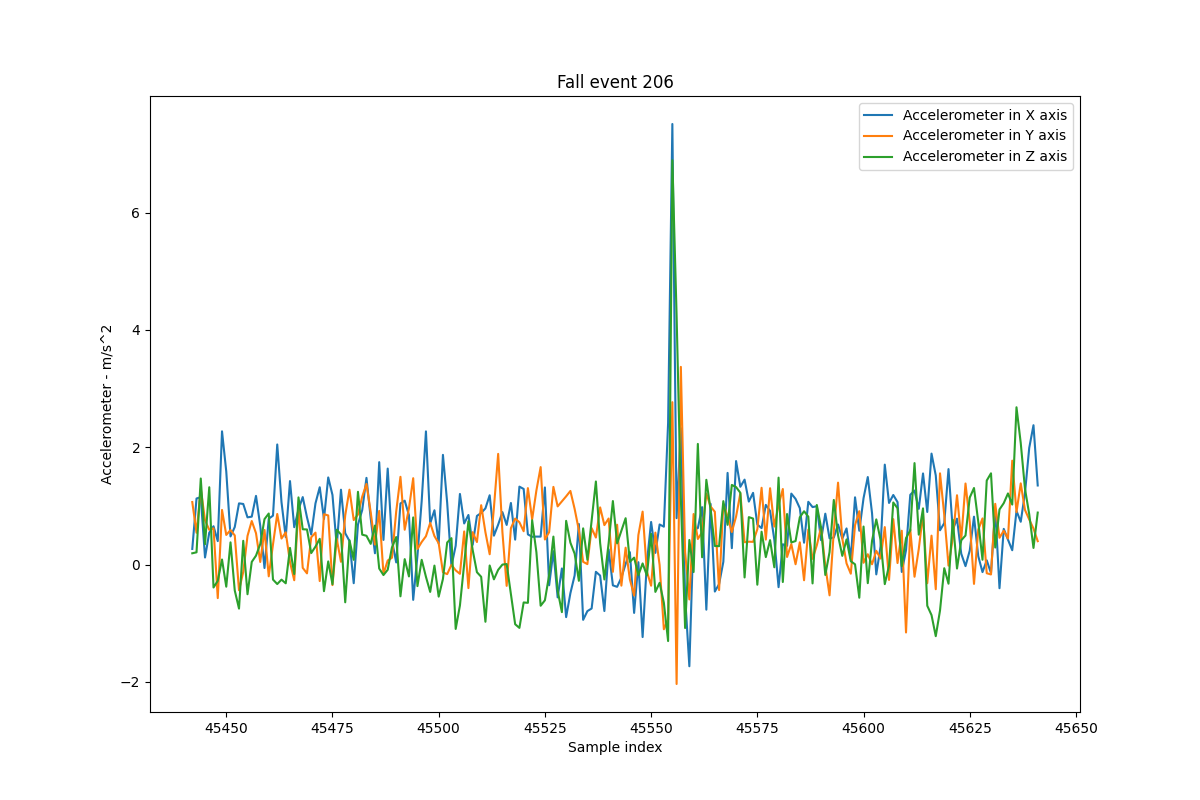 Fall event 206
Accelerometer in X axis
Accelerometer in Y axis
Accelerometer in Z axis
Accelerometer - m/s^2
6
4
2
0
−2
45450 45475 45500 45525 45550 45575 45600 45625 45650
Sample index